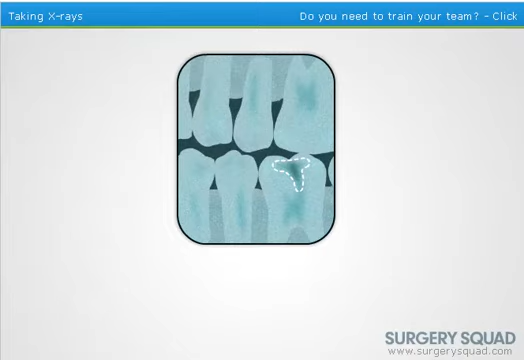 Taking X-rays
Do you need to train your team? - Click
SURGERY SQUAD
www.surgerysquad.com